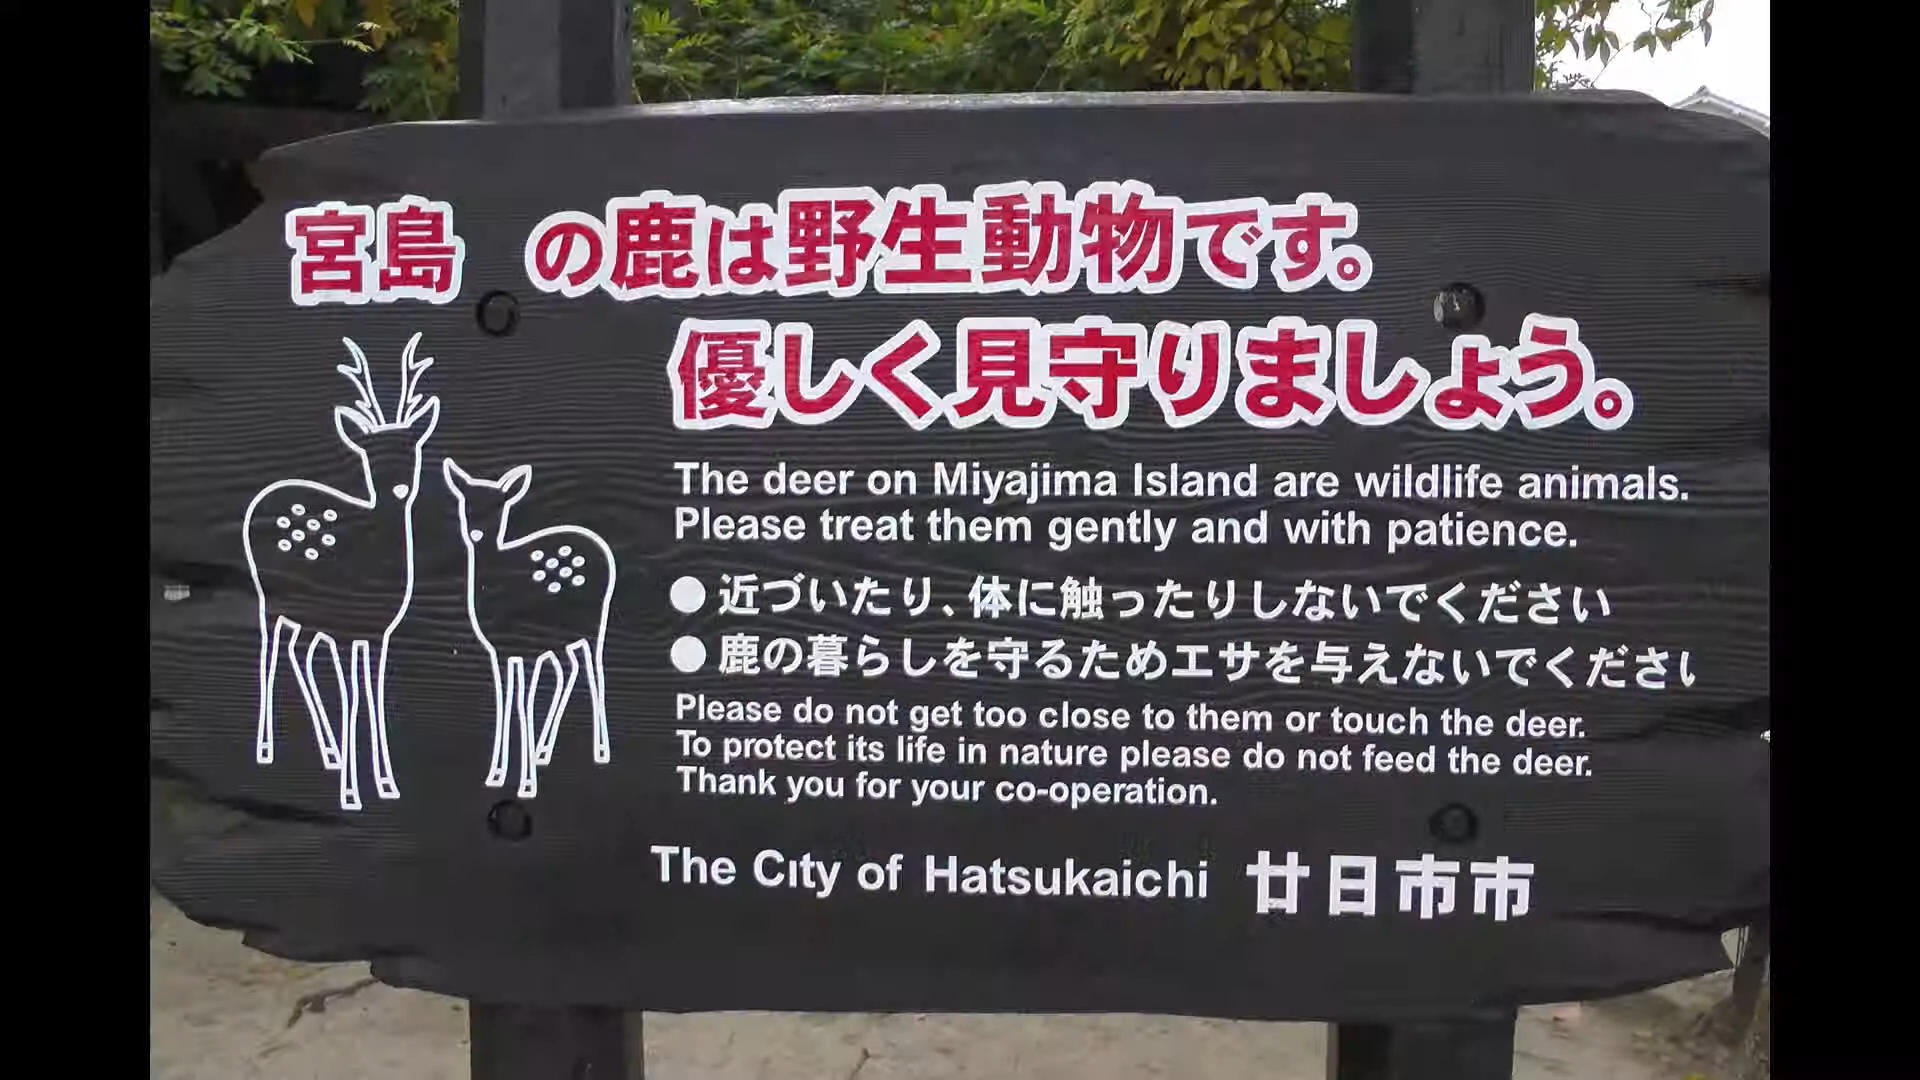 宮島 の鹿は野生動物です。
優しく見守りましょう。
The deer on Miyajima Island are wildlife animals.
Please treat them gently and with patience.
●近づいたり、体に触ったりしないでください
●鹿の暮らしを守るためエサを与えないでください
Please do not get too close to them or touch the deer.
To protect its life in nature please do not feed the deer.
Thank you for your co-operation.
The City of Hatsukaichi 廿日市市